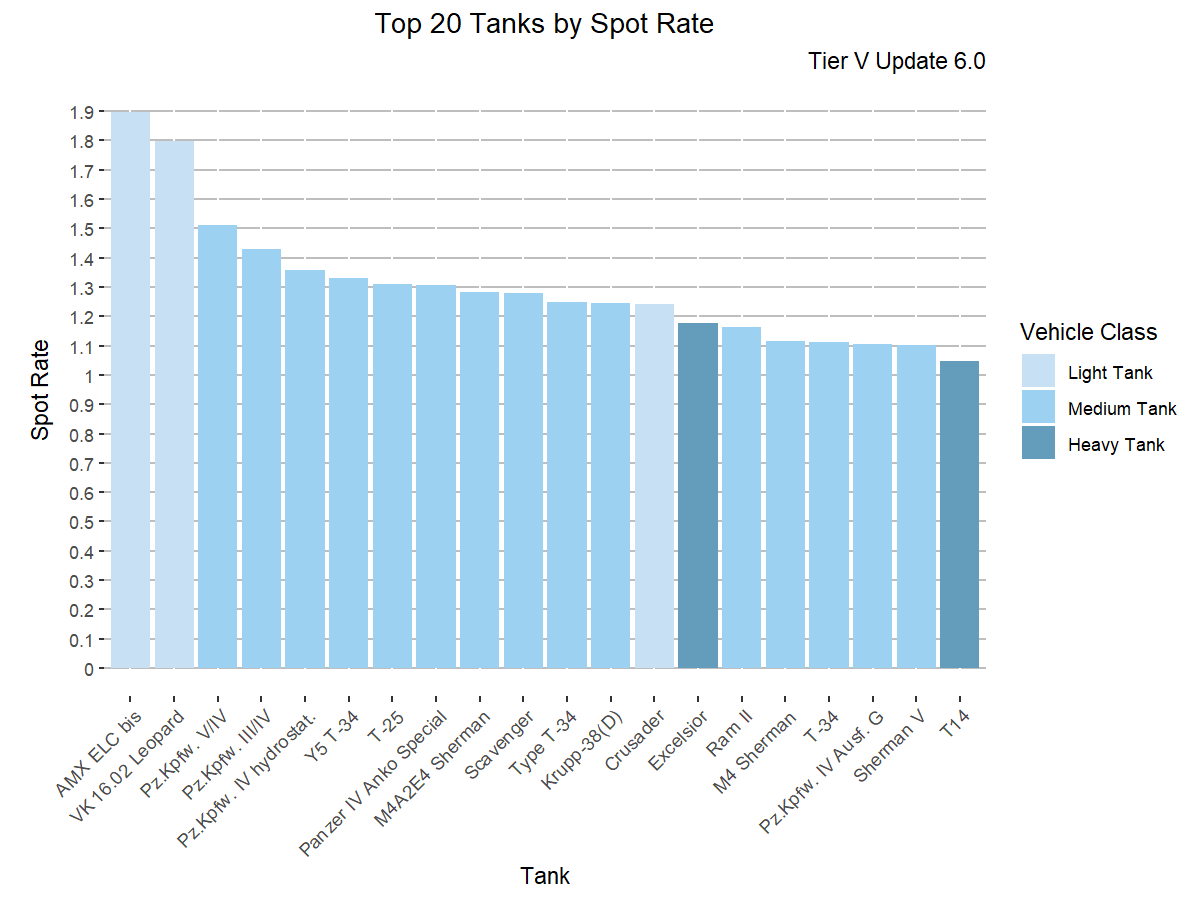 Top 20 Tanks by Spot Rate
Tier V Update 6.0
Spot Rate
1.9
1.8
1.7
1.6
1.5
1.4
1.3
1.2
1.1
1
0.9
0.8
0.7
0.6
0.5
0.4
0.3
0.2
0.1
0
AMX ELC bis
VK 16.02 Leopard
Pz.Kpfw. V/IV
Pz.Kpfw. III/IV
Pz.Kpfw. IV hydrostat.
Y5 T-34
T-25
Panzer IV Anko Special
M4A2E4 Sherman
Scavenger
Type T-34
Krupp-38(D)
Crusader
Excelsior
Ram II
M4 Sherman
T-34
Pz.Kpfw. IV Ausf. G
Sherman V
T14
Tank
Vehicle Class
Light Tank
Medium Tank
Heavy Tank